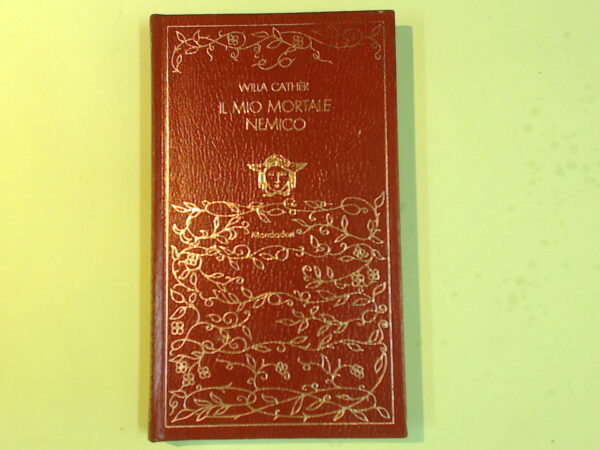 WILLA CATHER
IL MIO MORTALE
NEMICO
Mondadori